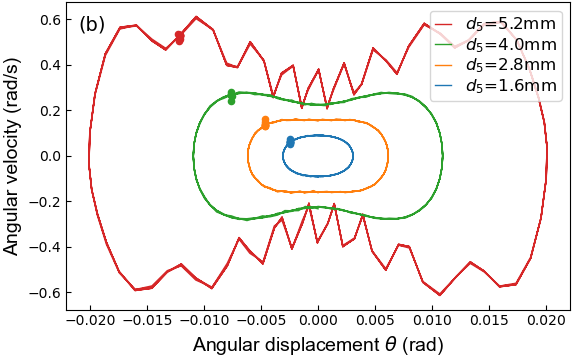 (b)
d₅=5.2mm
d₅=4.0mm
d₅=2.8mm
d₅=1.6mm
Angular velocity (rad/s)
0.6
0.4
0.2
0.0
−0.2
−0.4
−0.6
−0.020 −0.015 −0.010 −0.005 0.000 0.005 0.010 0.015 0.020
Angular displacement θ (rad)